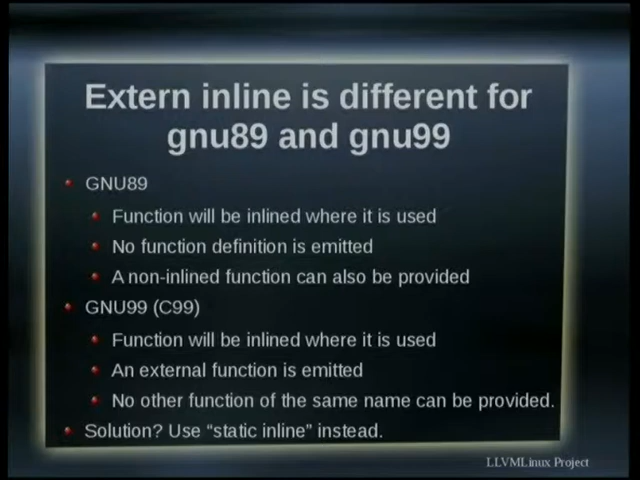 Extern inline is different for
gnu89 and gnu99
GNU89
Function will be inlined where it is used
No function definition is emitted
A non-inlined function can also be provided
GNU99 (C99)
Function will be inlined where it is used
An external function is emitted
No other function of the same name can be provided.
Solution? Use “static inline” instead.
LLVMLinux Project